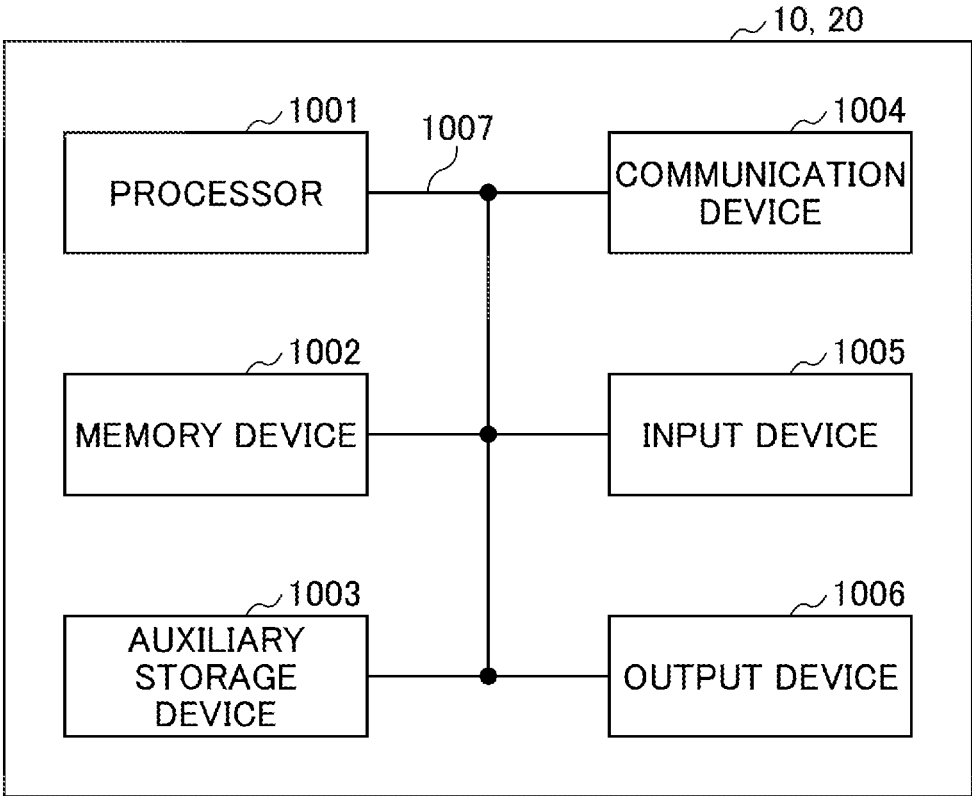 10, 20
1001
1007
1004
PROCESSOR
COMMUNICATION
DEVICE
1002
1005
MEMORY DEVICE
INPUT DEVICE
1003
1006
AUXILIARY
STORAGE
DEVICE
OUTPUT DEVICE